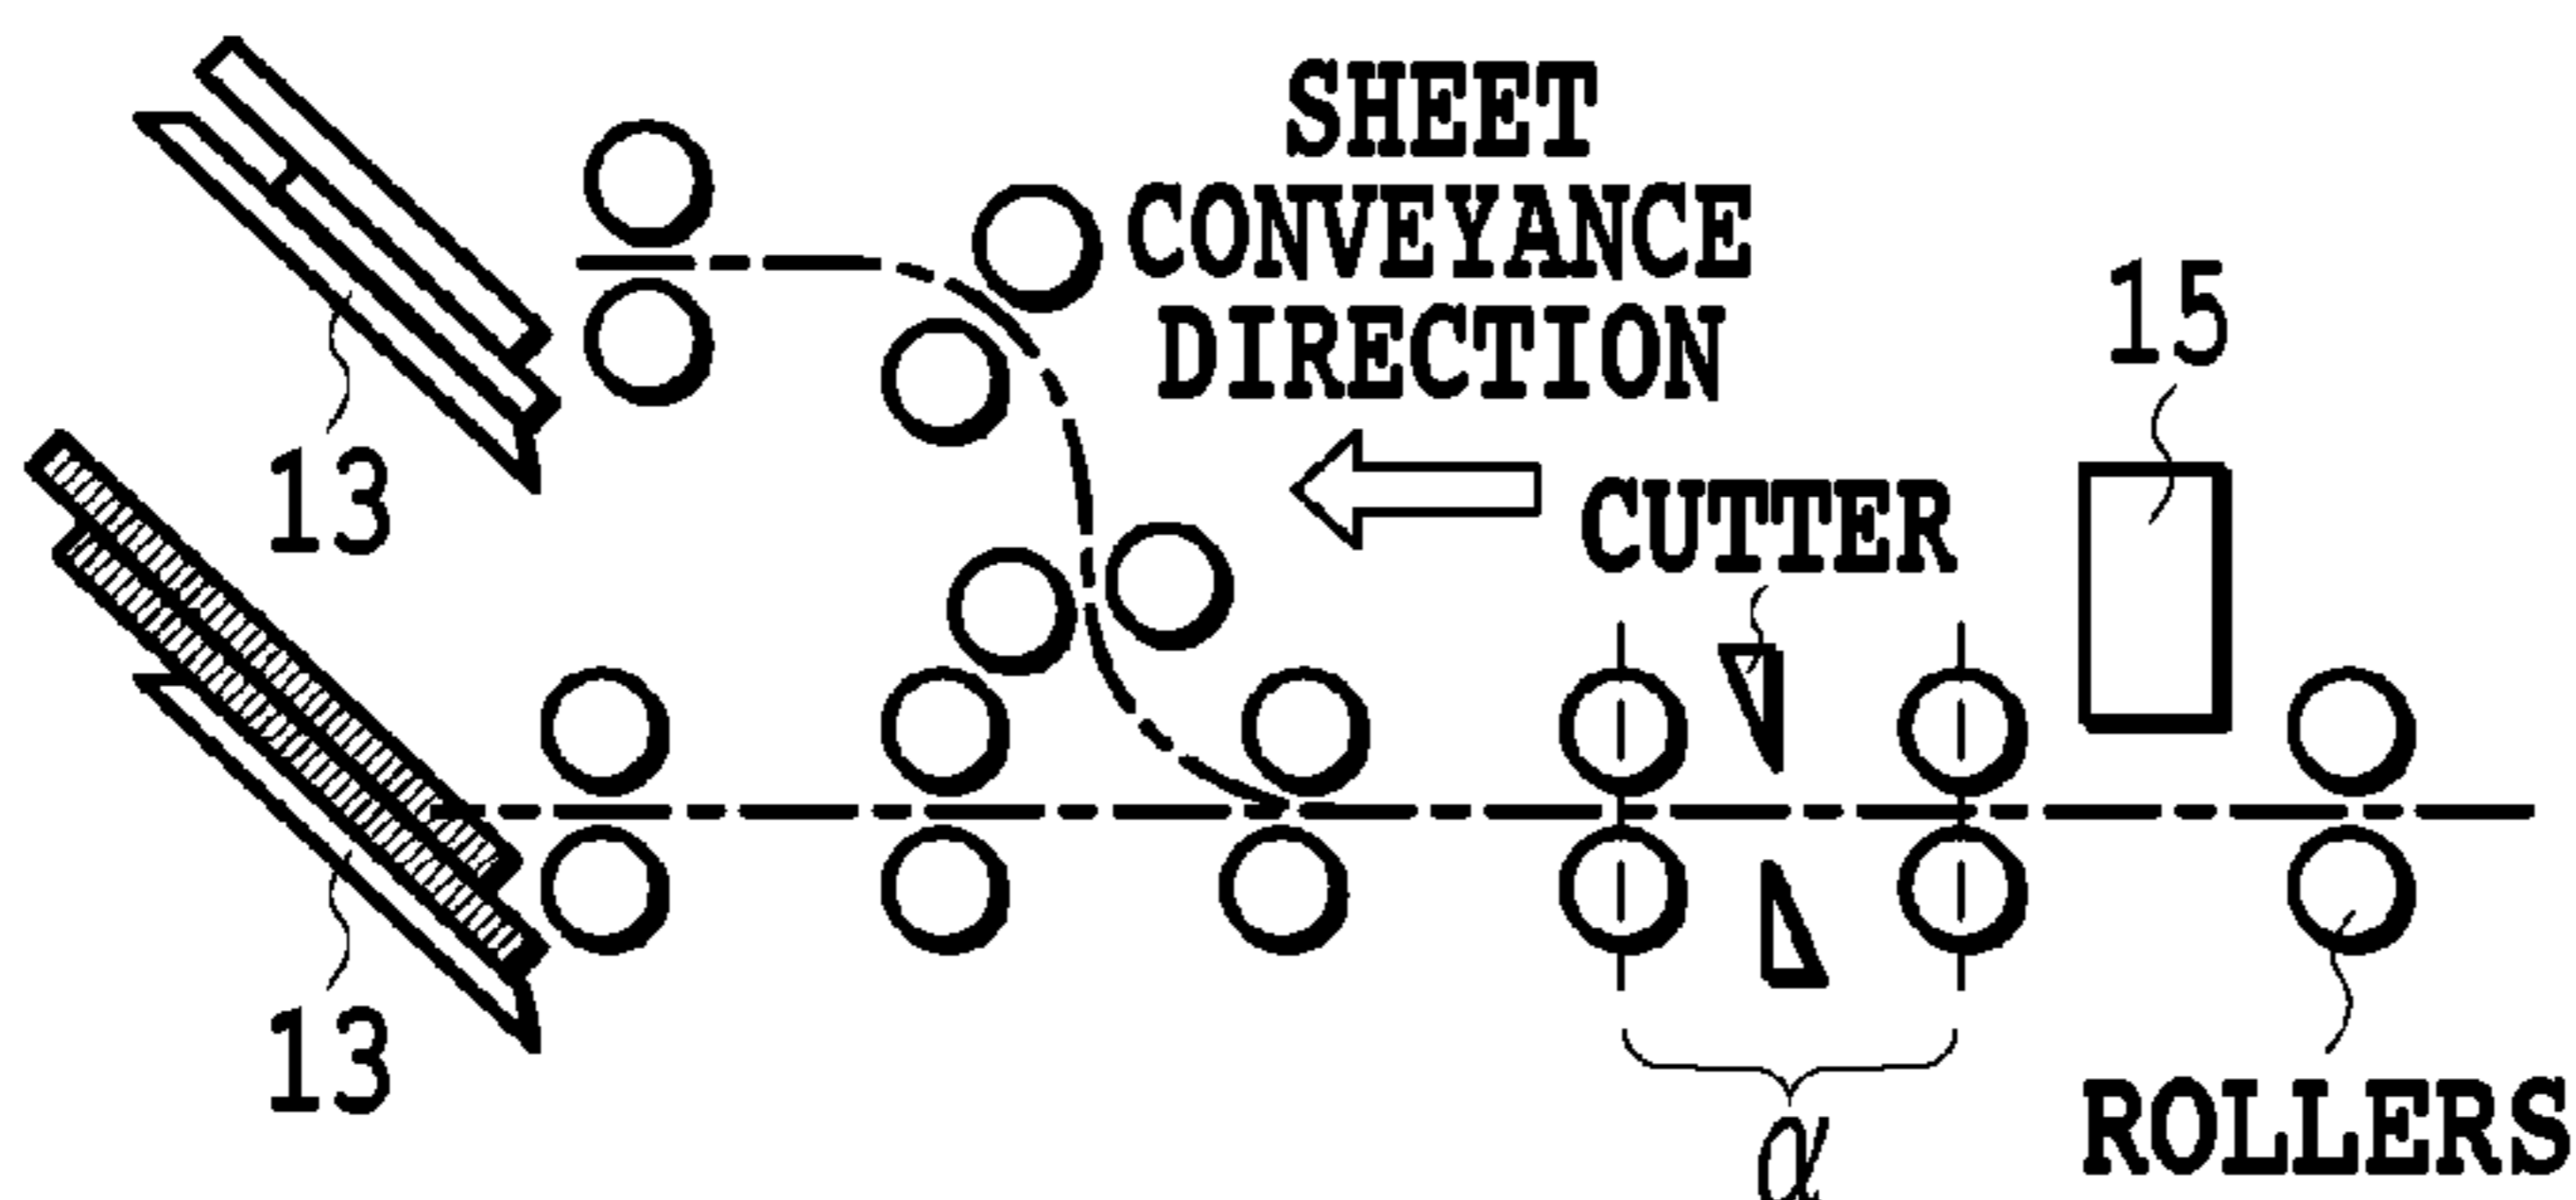 SHEET
CONVEYANCE
DIRECTION
15
13
CUTTER
13
α
ROLLERS